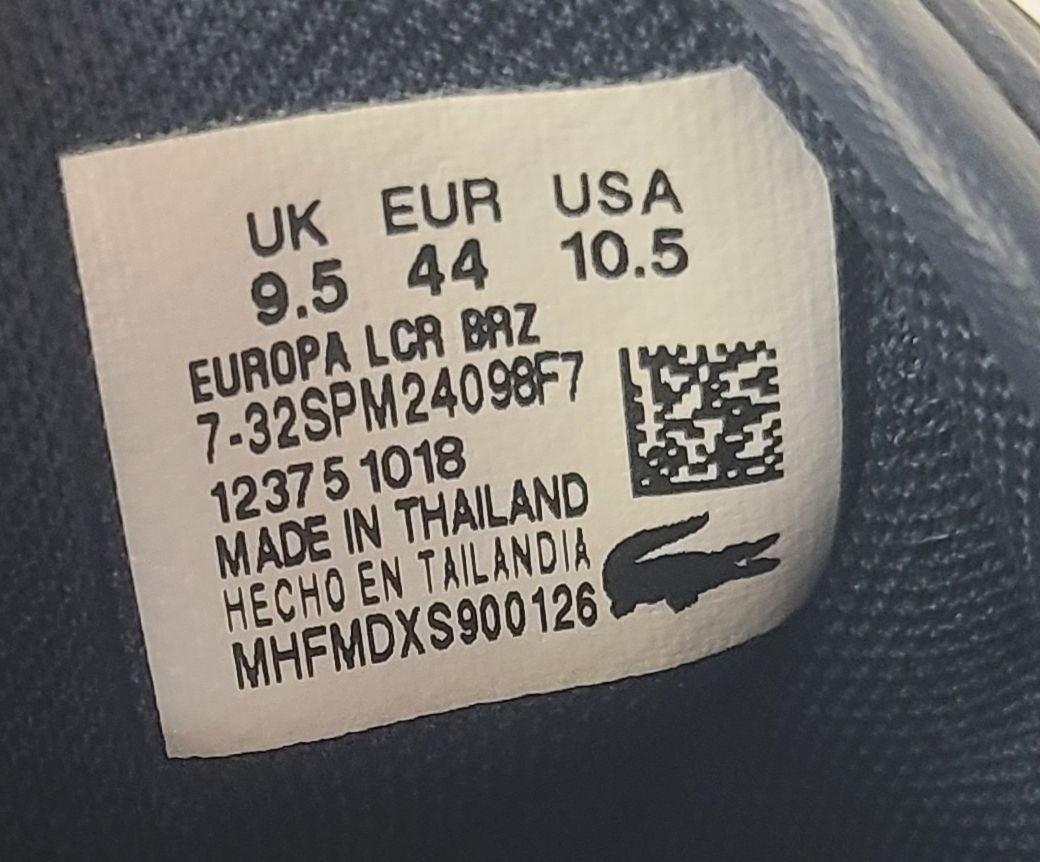 UK EUR USA
9.5 44 10.5
EUROPA LCR BRZ
7-32SPM24098F7
12375 1018
MADE IN THAILAND
HECHO EN TAILANDIA
MHFMDXS900126